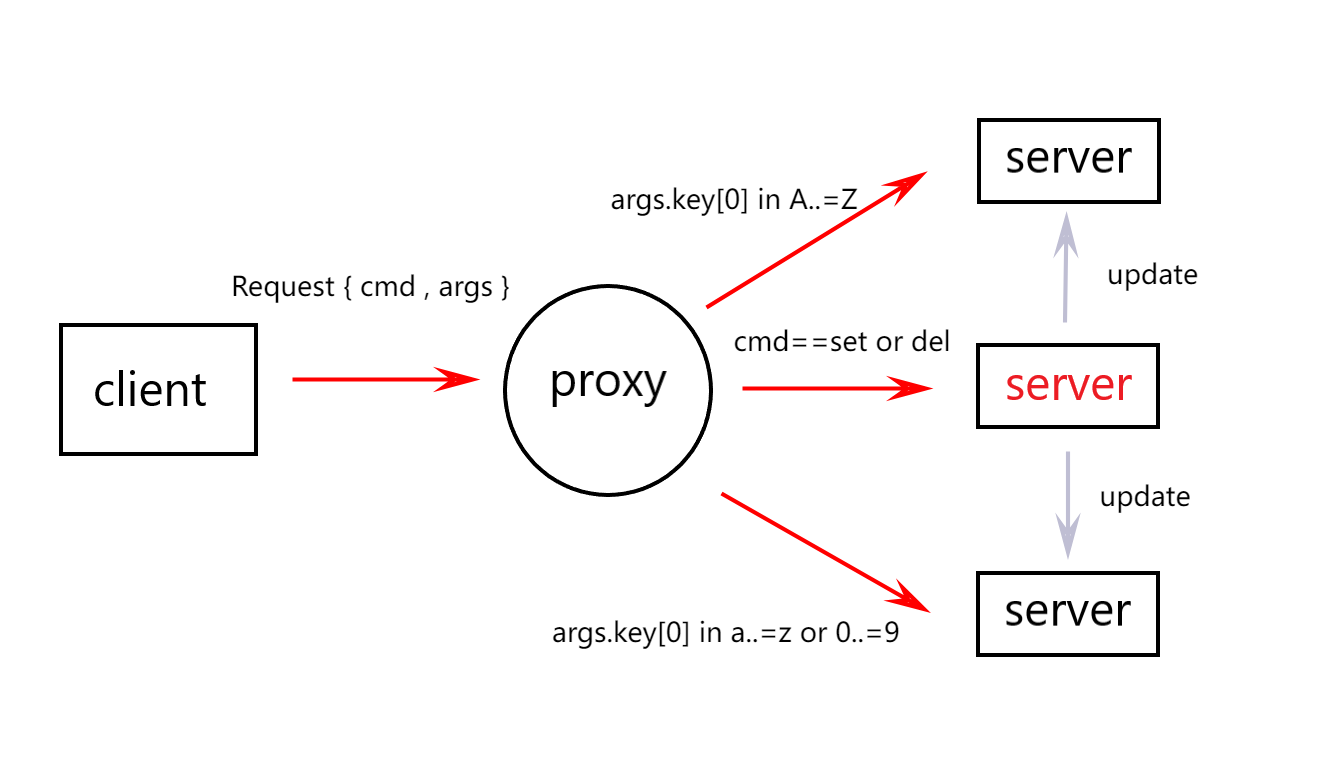 server
args.key[0] in A..=Z
update
Request { cmd , args }
cmd==set or del
client
proxy
server
update
server
args.key[0] in a..=z or 0..=9